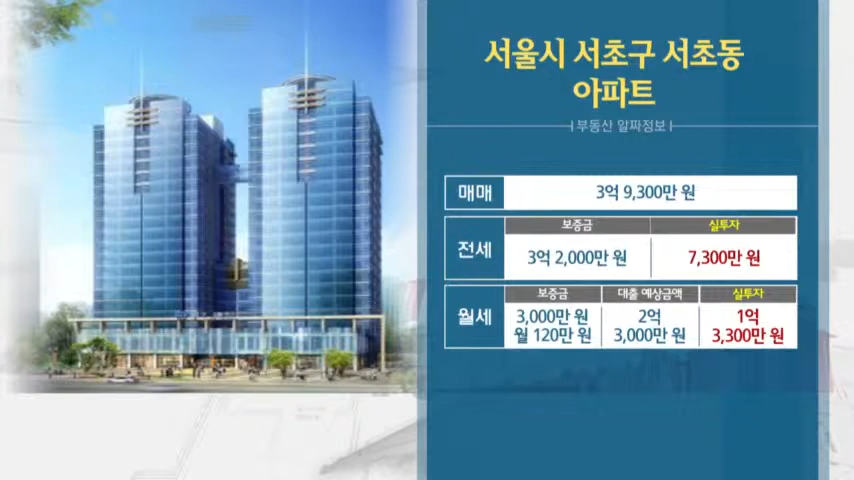 서울시 서초구 서초동
아파트
부동산 알짜정보
매매 3억 9,300만 원
보증금 실투자
전세 3억 2,000만 원 7,300만 원
보증금 대출 예상금액 실투자
월세 3,000만 원 2억 1억
월 120만 원 3,000만 원 3,300만 원